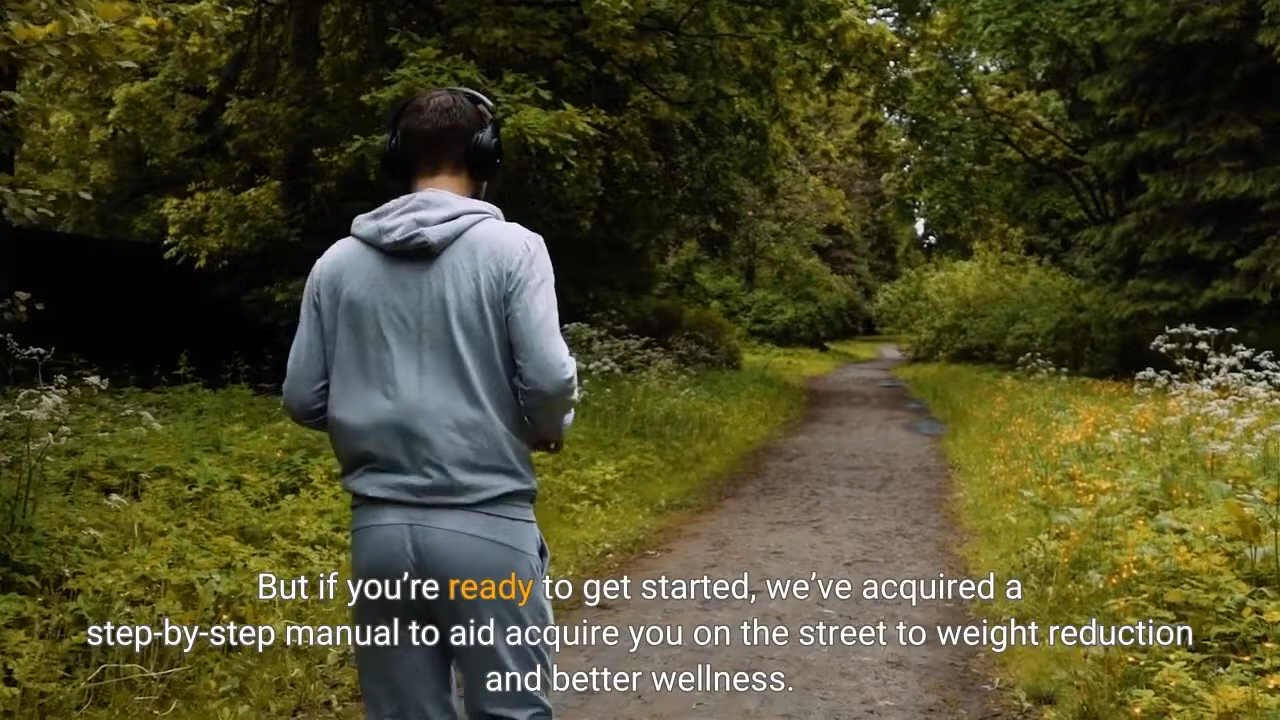 But if you’re ready to get started, we’ve acquired a
step-by-step manual to aid acquire you on the street to weight reduction
and better wellness.